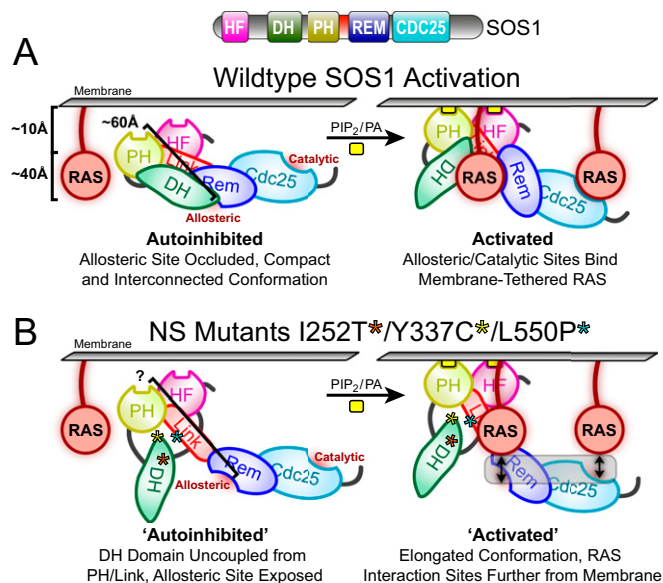 HF DH PH REM CDC25 SOS1
A
Wildtype SOS1 Activation
Membrane
~10Å
~40Å
RAS
~60Å
PH
HF
Link
DH
Rem
Cdc25
Catalytic
Allosteric
PIP2/PA
PH
HF
DH
RAS
Rem
Cdc25
RAS
Autoinhibited
Allosteric Site Occluded, Compact
and Interconnected Conformation
Activated
Allosteric/Catalytic Sites Bind
Membrane-Tethered RAS
B
NS Mutants I252T*/Y337C*/L550P*
Membrane
RAS
?
PH
HF
Link
DH
Rem
Cdc25
Catalytic
Allosteric
PIP2/PA
PH
HF
DH
RAS
RAS
Rem
Cdc25
'Autoinhibited'
DH Domain Uncoupled from
PH/Link, Allosteric Site Exposed
'Activated'
Elongated Conformation, RAS
Interaction Sites Further from Membrane